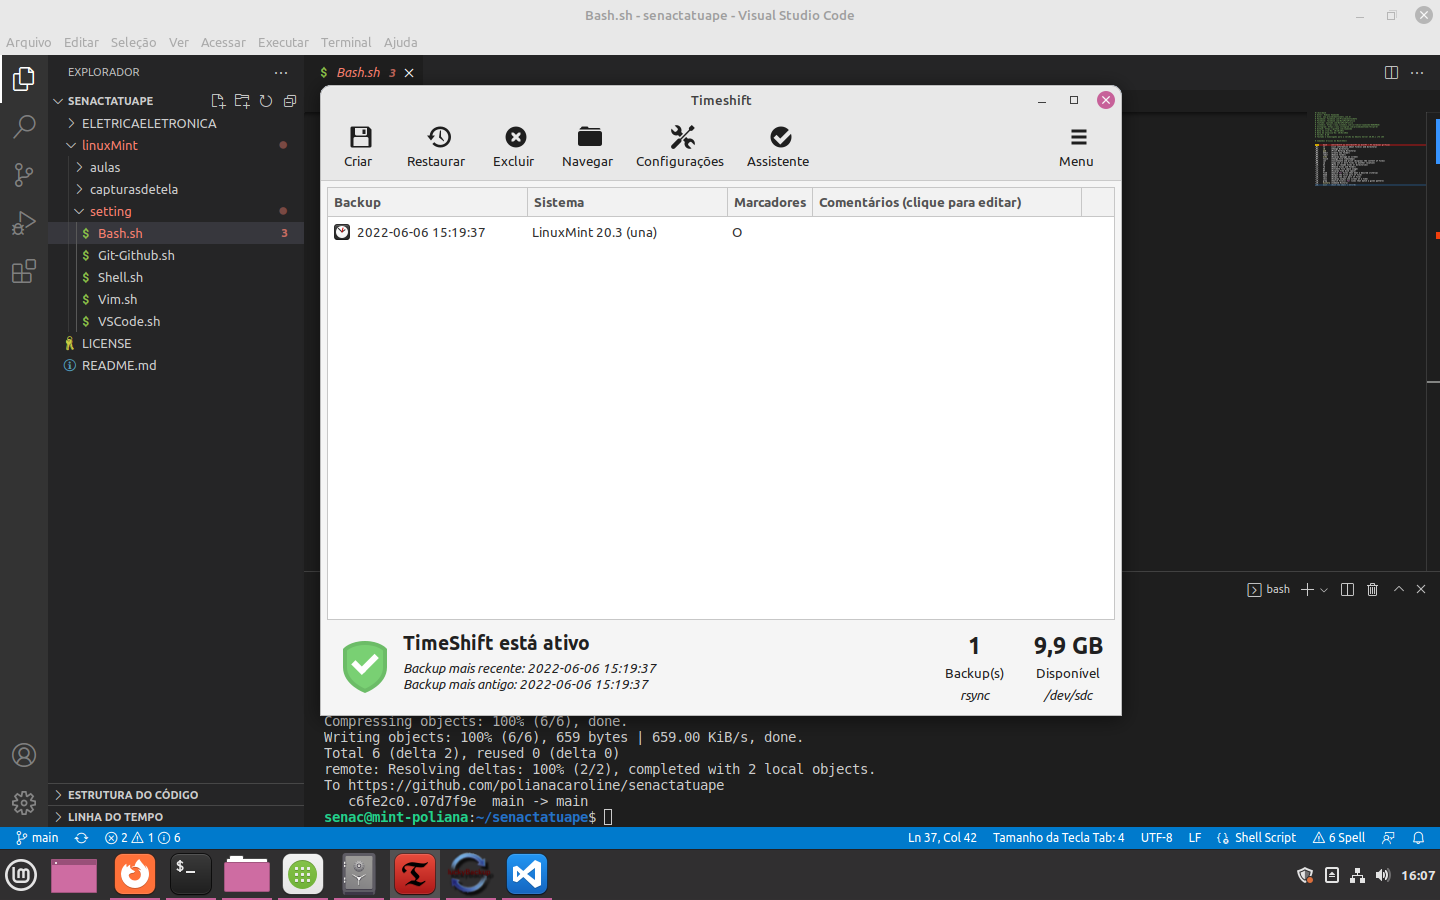 Bash.sh - senactatuape - Visual Studio Code
Arquivo Editar Seleção Ver Acessar Executar Terminal Ajuda
EXPLORADOR
$ Bash.sh 3
SENACTATUAPE
ELETRICAELETRONICA
linuxMint
aulas
capturasdetela
setting
$ Bash.sh 3
$ Git-Github.sh
$ Shell.sh
$ Vim.sh
$ VSCode.sh
LICENSE
README.md
Timeshift
Criar Restaurar Excluir Navegar Configurações Assistente Menu
Backup Sistema Marcadores Comentários (clique para editar)
2022-06-06 15:19:37 LinuxMint 20.3 (una) O
TimeShift está ativo
Backup mais recente: 2022-06-06 15:19:37
Backup mais antigo: 2022-06-06 15:19:37
1 9,9 GB
Backup(s) Disponível
rsync /dev/sdc
bash
Compressing objects: 100% (6/6), done.
Writing objects: 100% (6/6), 659 bytes | 659.00 KiB/s, done.
Total 6 (delta 2), reused 0 (delta 0)
remote: Resolving deltas: 100% (2/2), completed with 2 local objects.
To https://github.com/polianacaroline/senactatuape
c6fe2c0..07d7f9e main -> main
senac@mint-poliana:~/senactatuape$
ESTRUTURA DO CÓDIGO
LINHA DO TEMPO
main 2 1 6 Ln 37, Col 42 Tamanho da Tecla Tab: 4 UTF-8 LF Shell Script 6 Spell
16:07